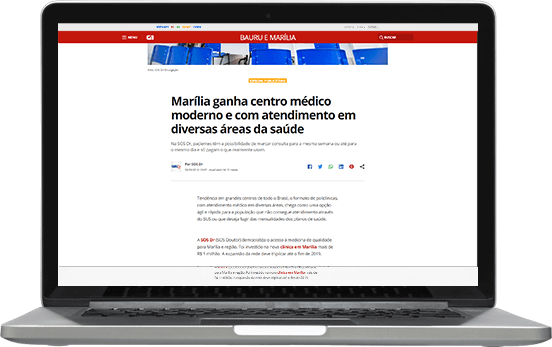 MENU
G1
BAURU E MARÍLIA
BUSCAR
Marília ganha centro médico
moderno e com atendimento em
diversas áreas da saúde
Na SOS Dr, pacientes têm a possibilidade de marcar consulta para a mesma semana ou até para
o mesmo dia e só pagam o que realmente usam.
Por SOS Dr
Tendência em grandes centros de todo o Brasil, o formato de policlínicas,
com atendimento médico em diversas áreas, chega como uma opção
ágil e rápida para a população que não consegue atendimento através
do SUS ou que deseja fugir das mensalidades dos planos de saúde.
A SOS Dr (SOS Doutor) democratiza o acesso à medicina de qualidade
para Marília e região. Foi investido na nova clínica em Marília mais de
R$ 1 milhão. A expansão da rede deve triplicar até o fim de 2019.